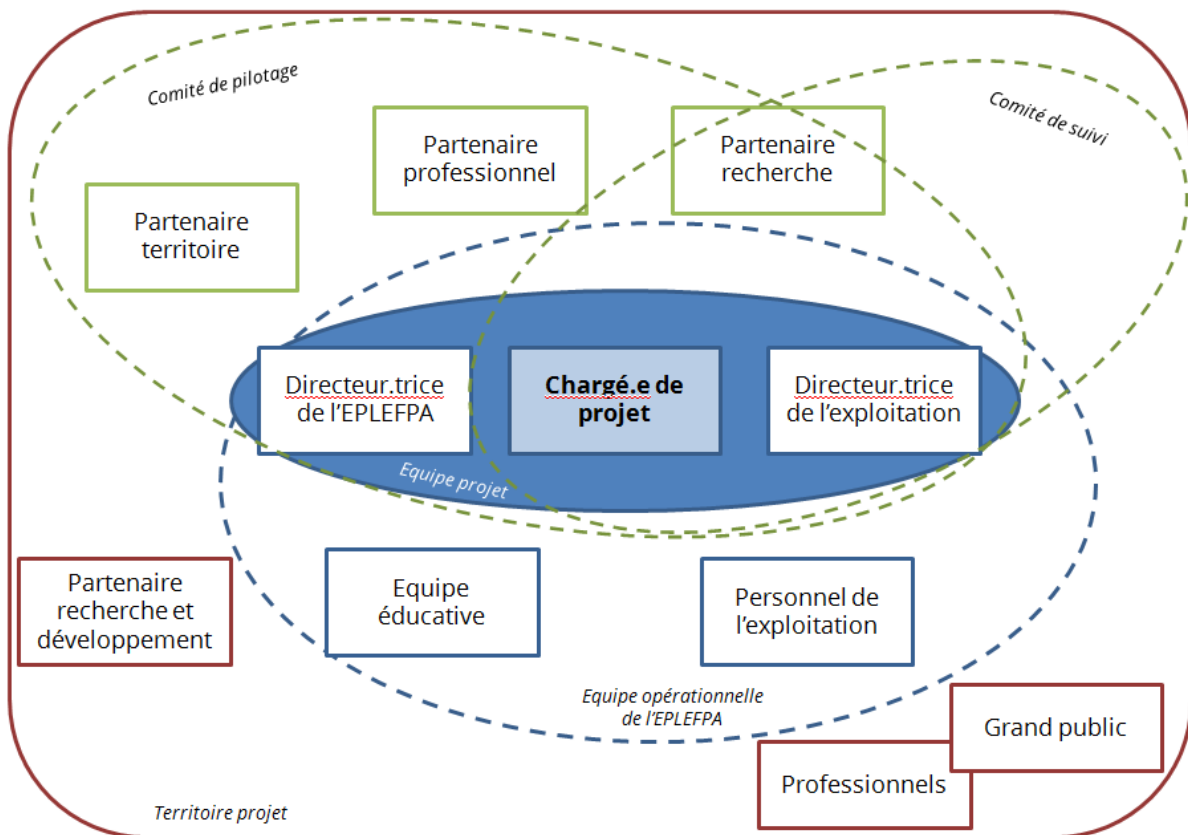 Comité de pilotage
Comité de suivi
Partenaire
professionnel
Partenaire
recherche
Partenaire
territoire
Directeur.trice
de l’EPLEFPA
Chargé.e de
projet
Directeur.trice
de l’exploitation
Equipe projet
Partenaire
recherche et
développement
Equipe
éducative
Personnel de
l’exploitation
Equipe opérationnelle
de l’EPLEFPA
Grand public
Professionnels
Territoire projet